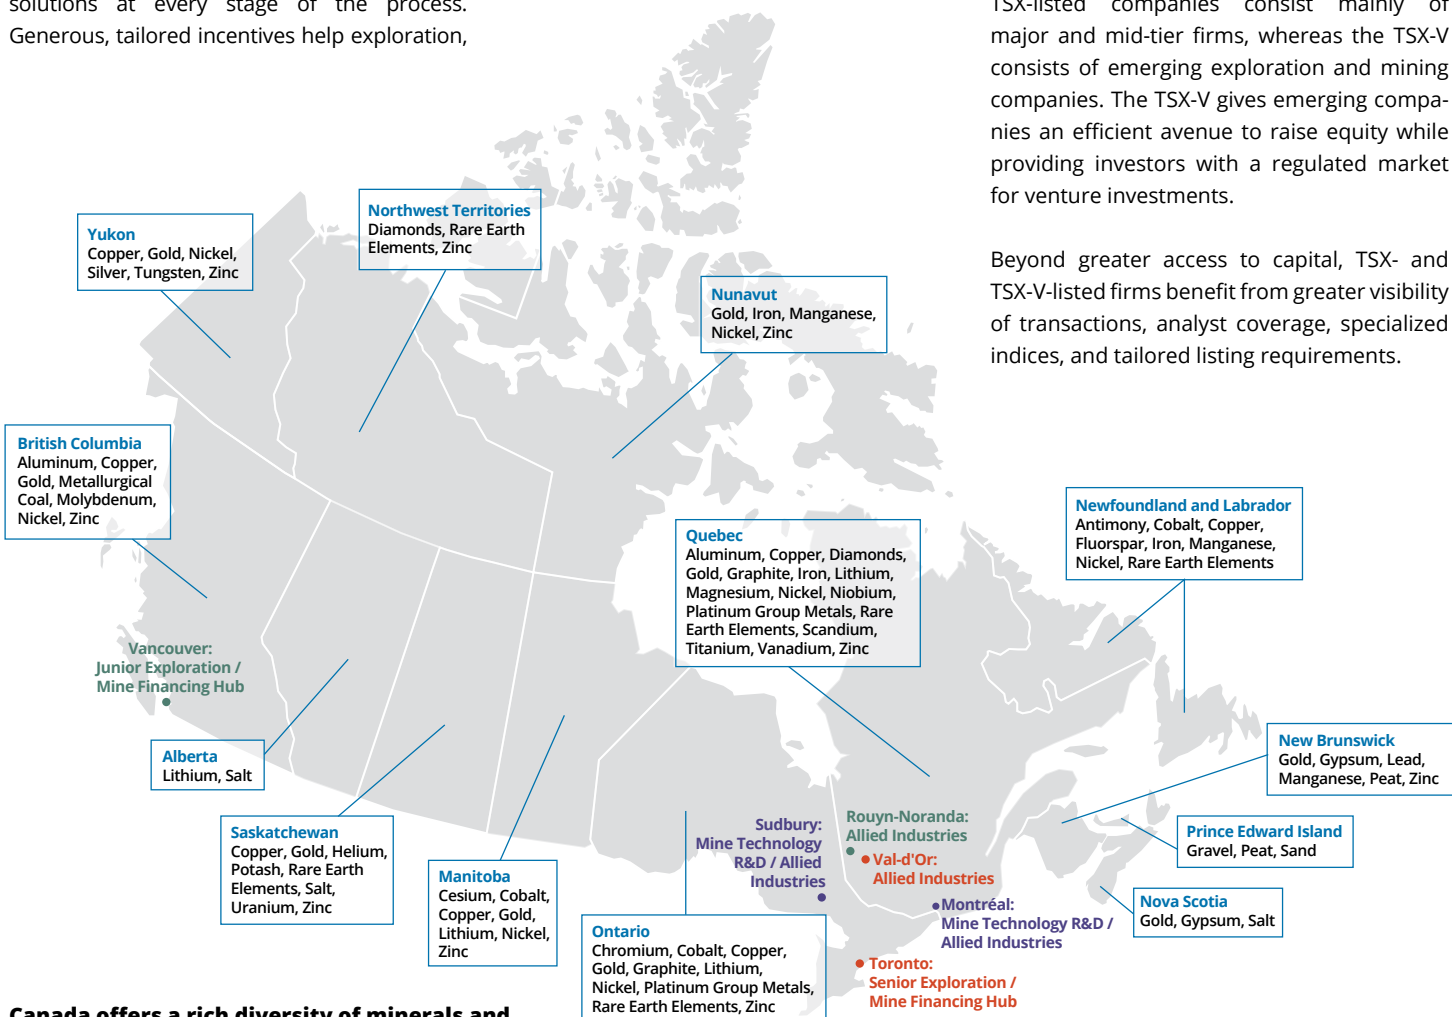 solutions at every stage of the process.
Generous, tailored incentives help exploration,
TSX-listed companies consist mainly of
major and mid-tier firms, whereas the TSX-V
consists of emerging exploration and mining
companies. The TSX-V gives emerging compa-
nies an efficient avenue to raise equity while
providing investors with a regulated market
for venture investments.
Beyond greater access to capital, TSX- and
TSX-V-listed firms benefit from greater visibility
of transactions, analyst coverage, specialized
indices, and tailored listing requirements.
Yukon
Copper, Gold, Nickel,
Silver, Tungsten, Zinc
Northwest Territories
Diamonds, Rare Earth
Elements, Zinc
Nunavut
Gold, Iron, Manganese,
Nickel, Zinc
British Columbia
Aluminum, Copper,
Gold, Metallurgical
Coal, Molybdenum,
Nickel, Zinc
Quebec
Aluminum, Copper, Diamonds,
Gold, Graphite, Iron, Lithium,
Magnesium, Nickel, Niobium,
Platinum Group Metals, Rare
Earth Elements, Scandium,
Titanium, Vanadium, Zinc
Newfoundland and Labrador
Antimony, Cobalt, Copper,
Fluorspar, Iron, Manganese,
Nickel, Rare Earth Elements
Vancouver:
Junior Exploration /
Mine Financing Hub
Alberta
Lithium, Salt
Saskatchewan
Copper, Gold, Helium,
Potash, Rare Earth
Elements, Salt,
Uranium, Zinc
Manitoba
Cesium, Cobalt,
Copper, Gold,
Lithium, Nickel,
Zinc
Ontario
Chromium, Cobalt, Copper,
Gold, Graphite, Lithium,
Nickel, Platinum Group Metals,
Rare Earth Elements, Zinc
Sudbury:
Mine Technology
R&D / Allied
Industries
Rouyn-Noranda:
Allied Industries
Val-d'Or:
Allied Industries
Montréal:
Mine Technology R&D /
Allied Industries
Toronto:
Senior Exploration /
Mine Financing Hub
New Brunswick
Gold, Gypsum, Lead,
Manganese, Peat, Zinc
Prince Edward Island
Gravel, Peat, Sand
Nova Scotia
Gold, Gypsum, Salt
Canada offers a rich diversity of minerals and